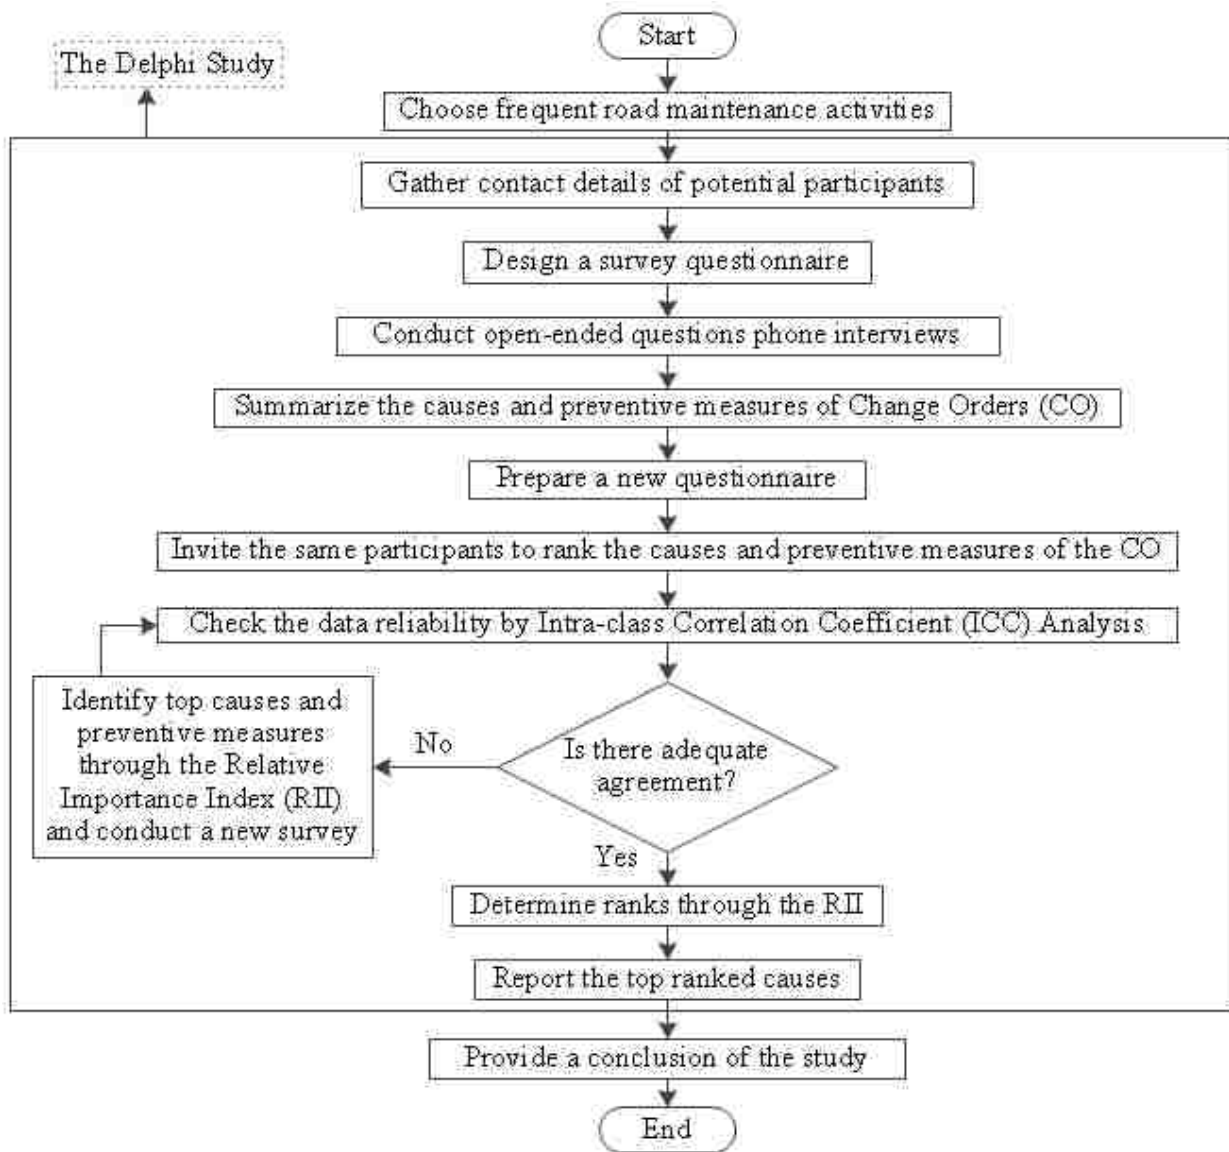 Start
The Delphi Study
Choose frequent road maintenance activities
Gather contact details of potential participants
Design a survey questionnaire
Conduct open-ended questions phone interviews
Summarize the causes and preventive measures of Change Orders (CO)
Prepare a new questionnaire
Invite the same participants to rank the causes and preventive measures of the CO
Check the data reliability by Intra-class Correlation Coefficient (ICC) Analysis
Identify top causes and
preventive measures
through the Relative
Importance Index (RII)
and conduct a new survey
No
Is there adequate
agreement?
Yes
Determine ranks through the RII
Report the top ranked causes
Provide a conclusion of the study
End